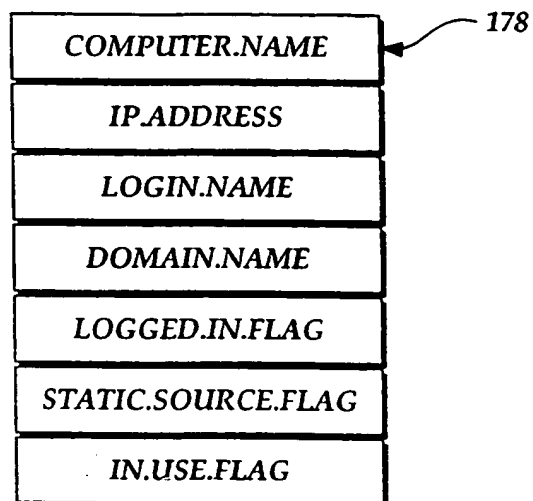 178
COMPUTER.NAME
IP.ADDRESS
LOGIN.NAME
DOMAIN.NAME
LOGGED.IN.FLAG
STATIC.SOURCE.FLAG
IN.USE.FLAG